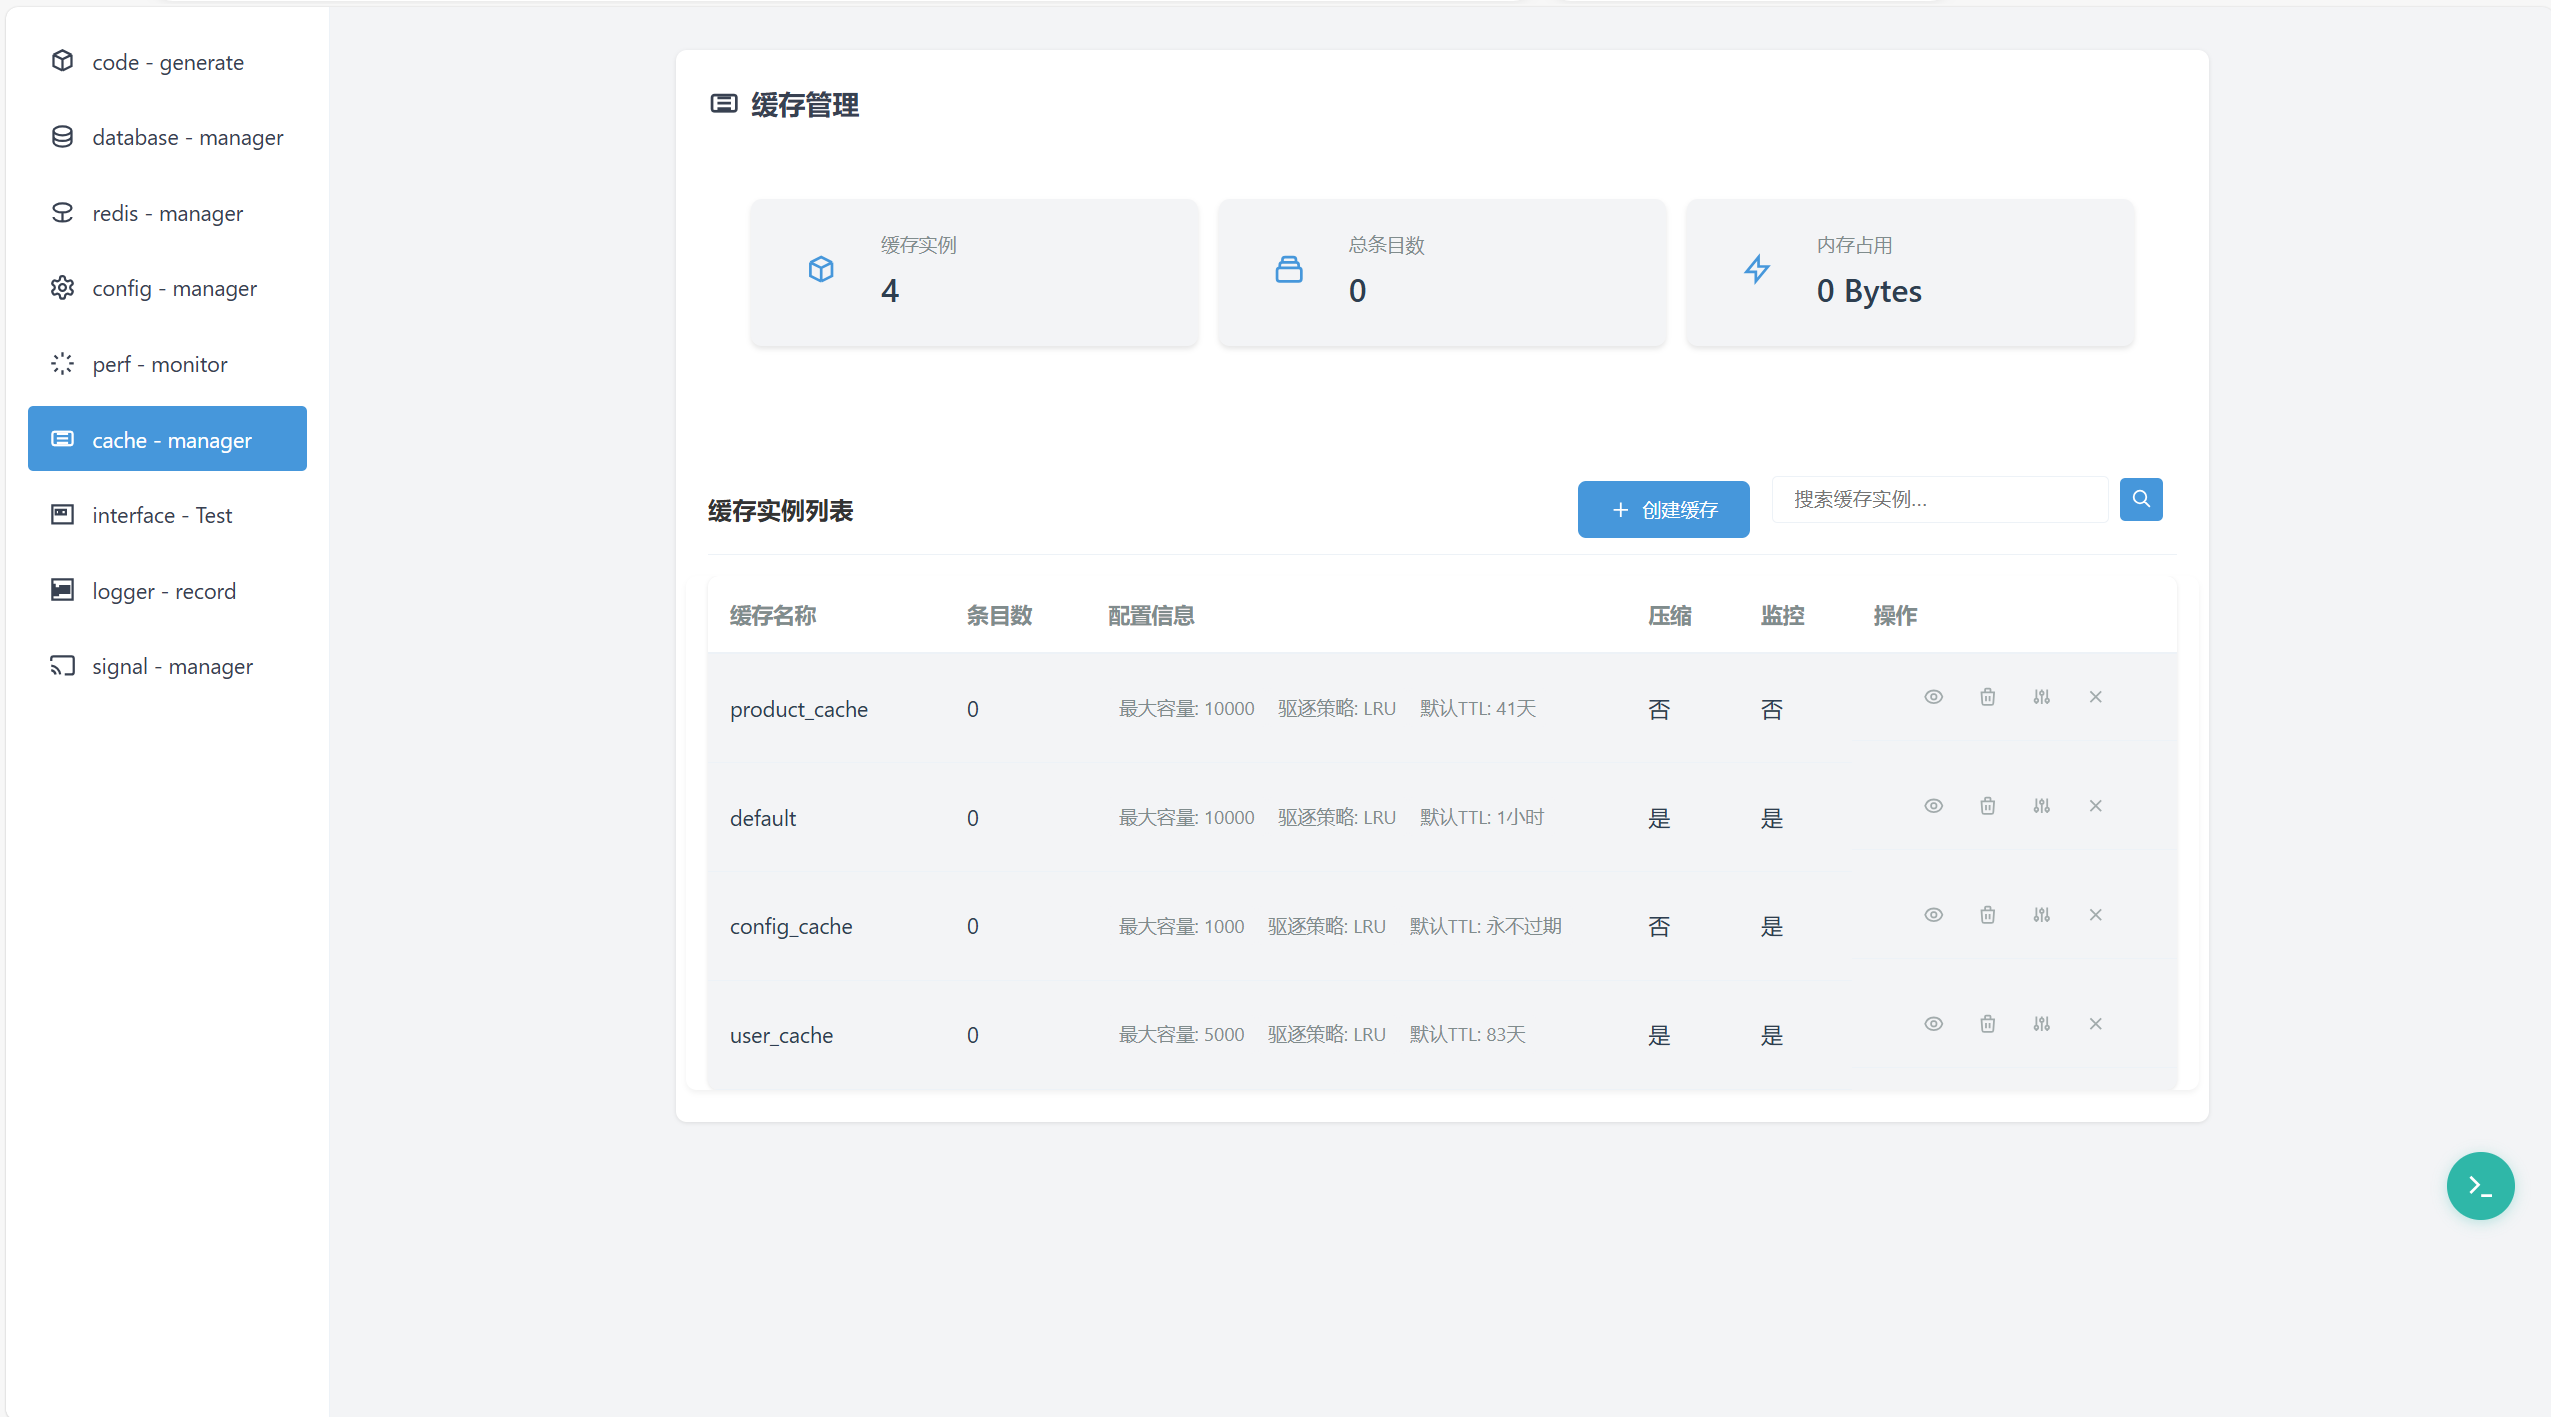 code - generate
database - manager
redis - manager
config - manager
perf - monitor
cache - manager
interface - Test
logger - record
signal - manager
缓存管理
缓存实例
4
总条目数
0
内存占用
0 Bytes
缓存实例列表
创建缓存
搜索缓存实例...
缓存名称 条目数 配置信息 压缩 监控 操作
product_cache 0 最大容量: 10000 驱逐策略: LRU 默认TTL: 41天 否 否
default 0 最大容量: 10000 驱逐策略: LRU 默认TTL: 1小时 是 是
config_cache 0 最大容量: 1000 驱逐策略: LRU 默认TTL: 永不过期 否 是
user_cache 0 最大容量: 5000 驱逐策略: LRU 默认TTL: 83天 是 是